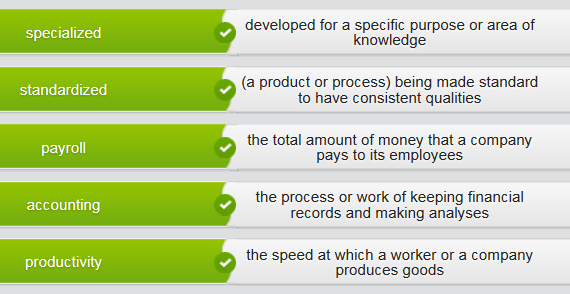 specialized
developed for a specific purpose or area of
knowledge
standardized
(a product or process) being made standard
to have consistent qualities
payroll
the total amount of money that a company
pays to its employees
accounting
the process or work of keeping financial
records and making analyses
productivity
the speed at which a worker or a company
produces goods